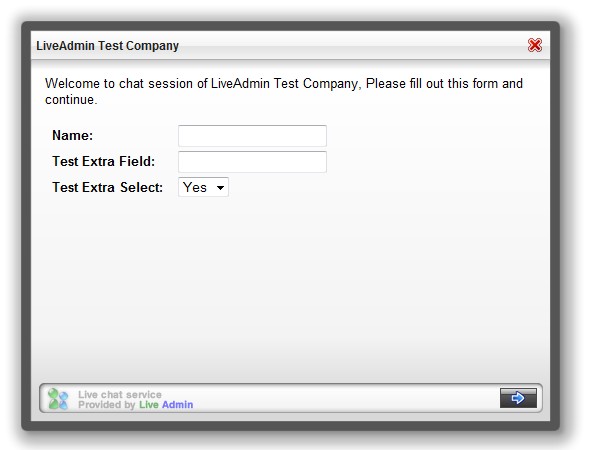 LiveAdmin Test Company
Welcome to chat session of LiveAdmin Test Company, Please fill out this form and
continue.
Name:
Test Extra Field:
Test Extra Select: Yes
Live chat service
Provided by Live Admin